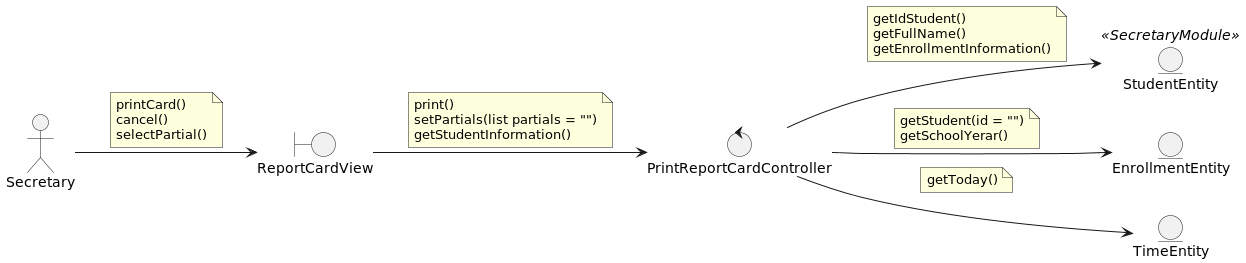 getIdStudent()
getFullName()
getEnrollmentInformation()
«SecretaryModule»
StudentEntity
printCard()
cancel()
selectPartial()
print()
setPartials(list partials = "")
getStudentInformation()
getStudent(id = "")
getSchoolYerar()
Secretary
ReportCardView
PrintReportCardController
EnrollmentEntity
getToday()
TimeEntity